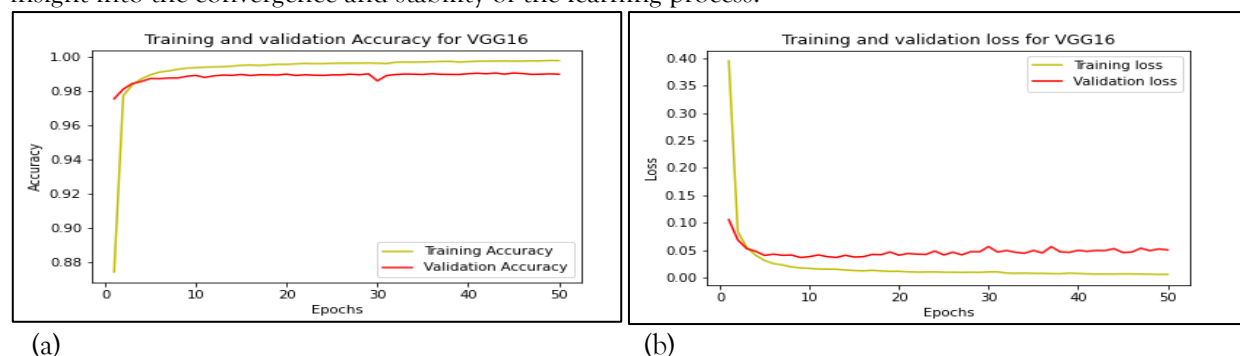 insight into the convergence and stability of the learning process.
Training and validation Accuracy for VGG16
1.00
0.98
0.96
0.94
0.92
0.90
0.88
Accuracy
Training Accuracy
Validation Accuracy
0 10 20 30 40 50
Epochs
(a)
Training and validation loss for VGG16
0.40
0.35
0.30
0.25
0.20
0.15
0.10
0.05
0.00
Loss
Training loss
Validation loss
0 10 20 30 40 50
Epochs
(b)